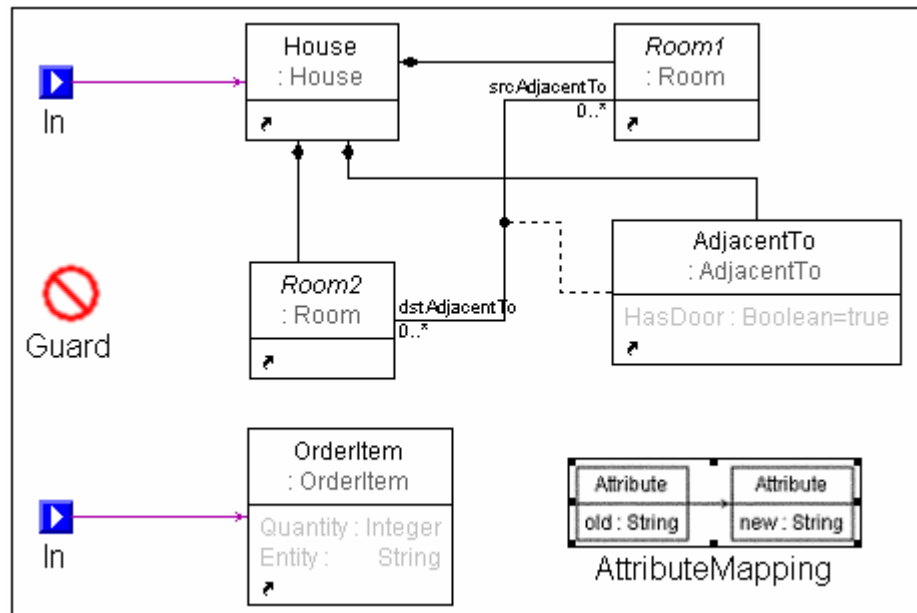 House
: House
In
Room1
: Room
srcAdjacentTo
0..*
AdjacentTo
: AdjacentTo
HasDoor : Boolean=true
Room2
: Room
dstAdjacentTo
0..*
Guard
OrderItem
: OrderItem
Quantity : Integer
Entity : String
In
Attribute
old : String
Attribute
new : String
AttributeMapping